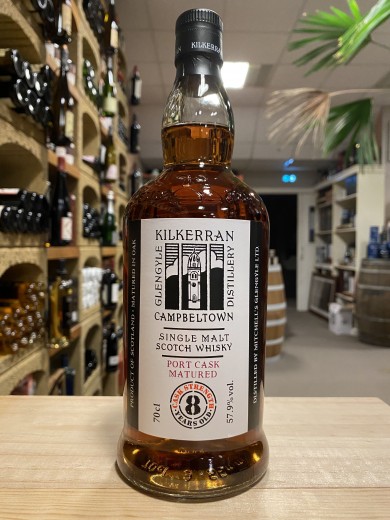 KILKERRAN
KILKERRAN
GLENGYLE
DISTILLERY
CAMPBELTOWN
SINGLE MALT
SCOTCH WHISKY
PORT CASK
MATURED
CASK STRENGTH
8
YEARS OLD
70cl
57.9% vol.
PRODUCT OF SCOTLAND · MATURED IN OAK
DISTILLED BY MITCHELL'S GLENGYLE LTD